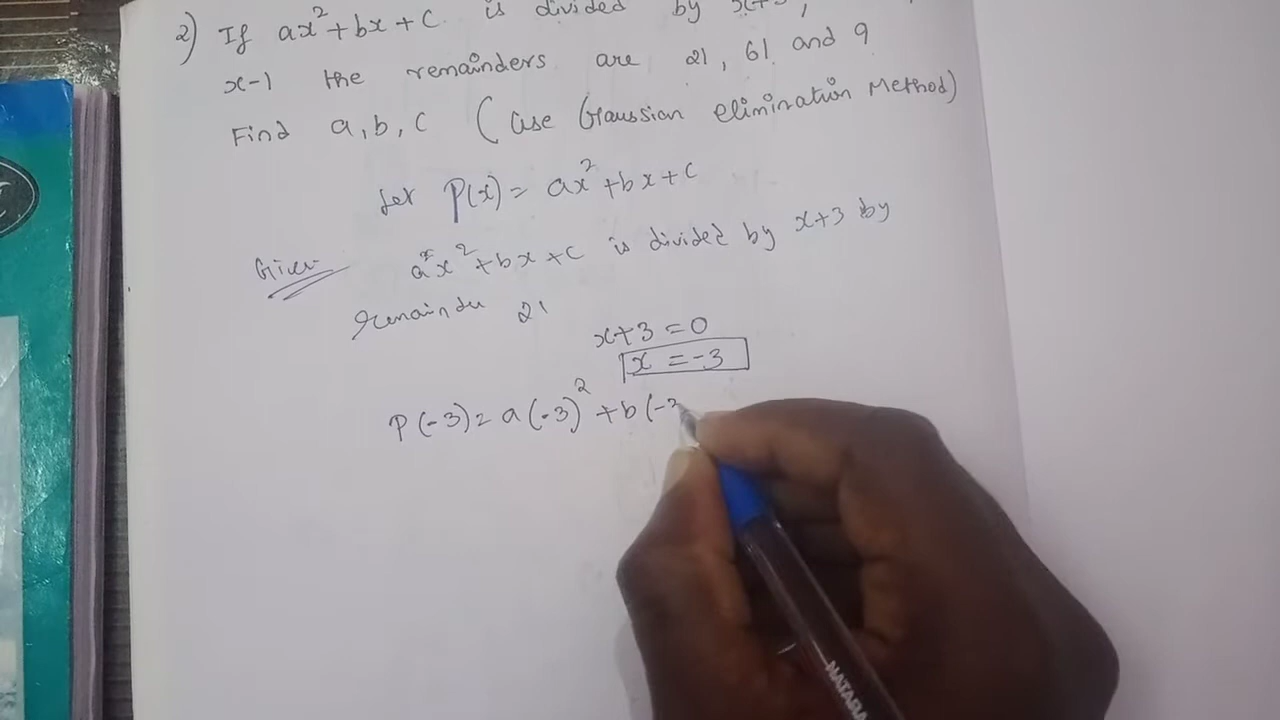 2) If ax²+bx+c is divided by x+3,
x-1 the remainders are 21, 61 and 9
Find a,b,c (Use Gaussian elimination Method)
Let P(x) = ax²+bx+c
Given ax²+bx+c is divided by x+3 by
remainder 21
x+3 =0
x =-3
P(-3)= a(-3)² +b(-3
NATARA